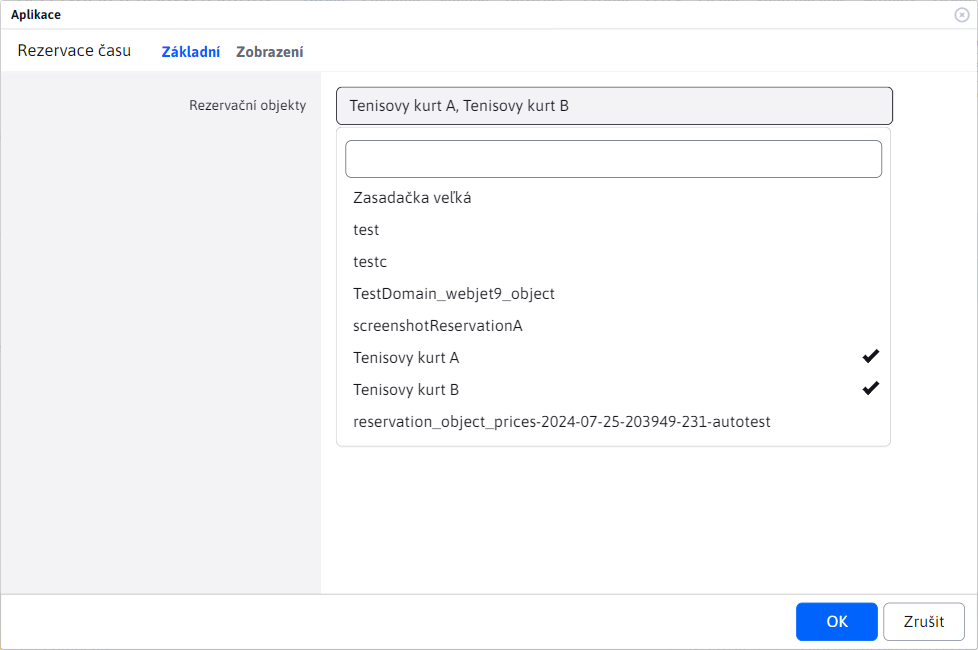 Aplikace
Rezervace času Základní Zobrazení
Rezervační objekty
Tenisovy kurt A, Tenisovy kurt B
Zasadačka veľká
test
testc
TestDomain_webjet9_object
screenshotReservationA
Tenisovy kurt A
Tenisovy kurt B
reservation_object_prices-2024-07-25-203949-231-autotest
OK Zrušit